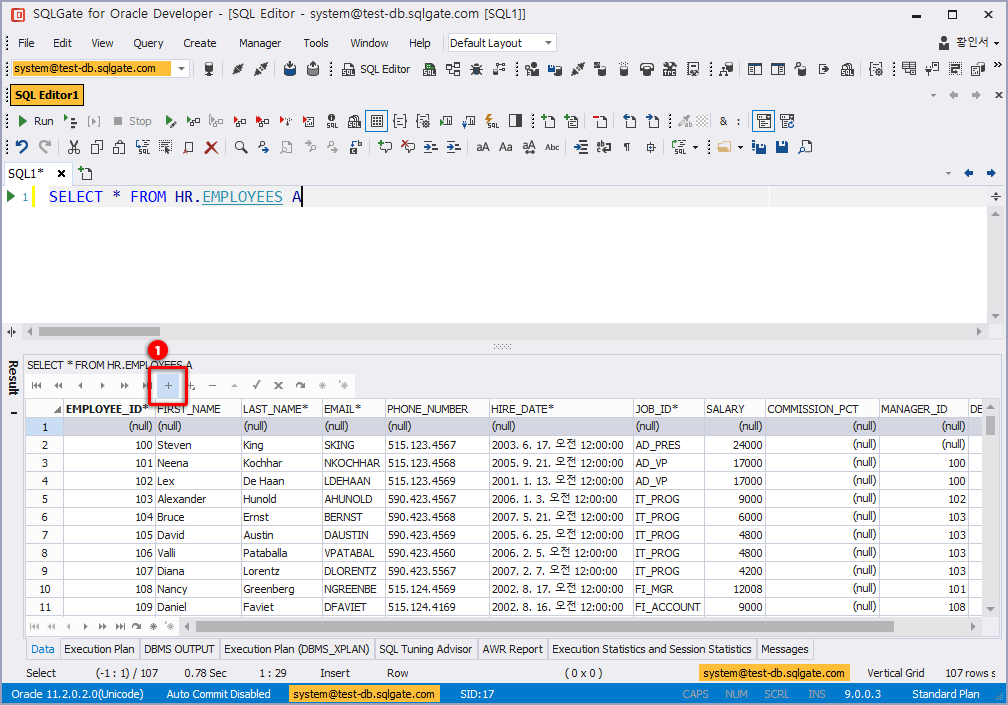 SQLGate for Oracle Developer - [SQL Editor - system@test-db.sqlgate.com [SQL1]]
File Edit View Query Create Manager Tools Window Help Default Layout 황인서
system@test-db.sqlgate.com SQL Editor
SQL Editor1
Run Stop
SQL1*
1 SELECT * FROM HR.EMPLOYEES A
1
Result
SELECT * FROM HR.EMPLOYEES A
EMPLOYEE_ID* FIRST_NAME LAST_NAME* EMAIL* PHONE_NUMBER HIRE_DATE* JOB_ID* SALARY COMMISSION_PCT MANAGER_ID DE
1 (null) (null) (null) (null) (null) (null) (null) (null) (null) (null)
2 100 Steven King SKING 515.123.4567 2003. 6. 17. 오전 12:00:00 AD_PRES 24000 (null) (null)
3 101 Neena Kochhar NKOCHHAR 515.123.4568 2005. 9. 21. 오전 12:00:00 AD_VP 17000 (null) 100
4 102 Lex De Haan LDEHAAN 515.123.4569 2001. 1. 13. 오전 12:00:00 AD_VP 17000 (null) 100
5 103 Alexander Hunold AHUNOLD 590.423.4567 2006. 1. 3. 오전 12:00:00 IT_PROG 9000 (null) 102
6 104 Bruce Ernst BERNST 590.423.4568 2007. 5. 21. 오전 12:00:00 IT_PROG 6000 (null) 103
7 105 David Austin DAUSTIN 590.423.4569 2005. 6. 25. 오전 12:00:00 IT_PROG 4800 (null) 103
8 106 Valli Pataballa VPATABAL 590.423.4560 2006. 2. 5. 오전 12:00:00 IT_PROG 4800 (null) 103
9 107 Diana Lorentz DLORENTZ 590.423.5567 2007. 2. 7. 오전 12:00:00 IT_PROG 4200 (null) 103
10 108 Nancy Greenberg NGREENBE 515.124.4569 2002. 8. 17. 오전 12:00:00 FI_MGR 12008 (null) 101
11 109 Daniel Faviet DFAVIET 515.124.4169 2002. 8. 16. 오전 12:00:00 FI_ACCOUNT 9000 (null) 108
Data Execution Plan DBMS OUTPUT Execution Plan (DBMS_XPLAN) SQL Tuning Advisor AWR Report Execution Statistics and Session Statistics Messages
Select (-1 : 1) / 107 0.78 Sec 1 : 29 Insert Row ( 0 x 0 ) system@test-db.sqlgate.com Vertical Grid 107 rows s
Oracle 11.2.0.2.0(Unicode) Auto Commit Disabled system@test-db.sqlgate.com SID:17 CAPS NUM SCRL INS 9.0.0.3 Standard Plan